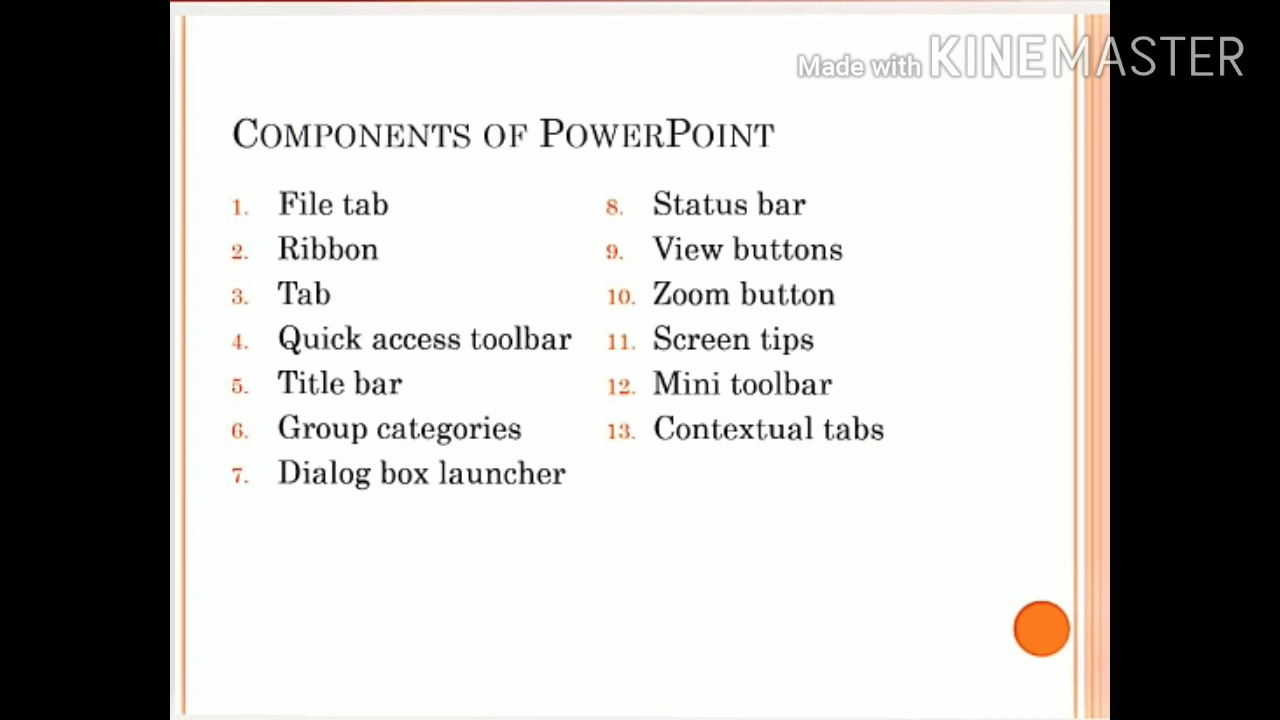 Made with KINEMASTER
COMPONENTS OF POWERPOINT
1. File tab
2. Ribbon
3. Tab
4. Quick access toolbar
5. Title bar
6. Group categories
7. Dialog box launcher
8. Status bar
9. View buttons
10. Zoom button
11. Screen tips
12. Mini toolbar
13. Contextual tabs